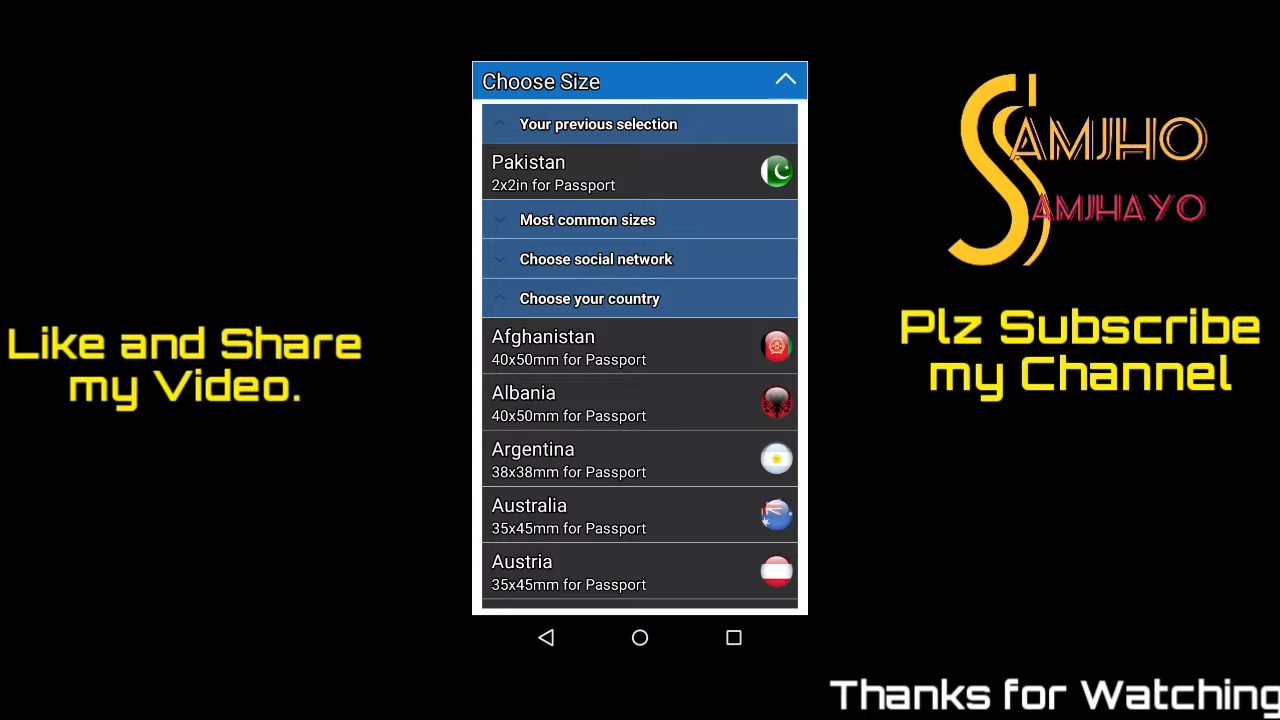 Choose Size
Your previous selection
Pakistan
2x2in for Passport
Most common sizes
Choose social network
Choose your country
Afghanistan
40x50mm for Passport
Albania
40x50mm for Passport
Argentina
38x38mm for Passport
Australia
35x45mm for Passport
Austria
35x45mm for Passport
Like and Share
my Video.
SAMJHO
SAMJHAYO
Plz Subscribe
my Channel
Thanks for Watching